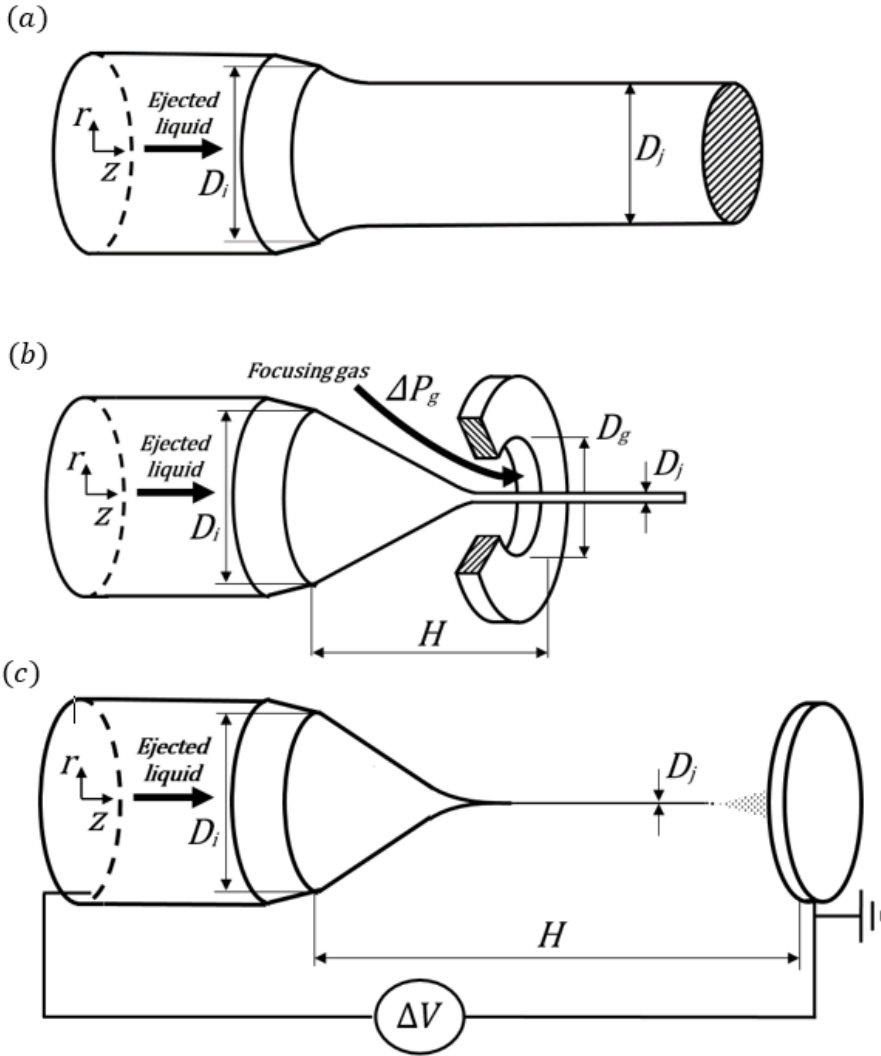 (a)
Ejected
liquid
r
z
D_i
D_j
(b)
Focusing gas
ΔP_g
Ejected
liquid
r
z
D_i
D_g
D_j
H
(c)
Ejected
liquid
r
z
D_i
D_j
H
ΔV